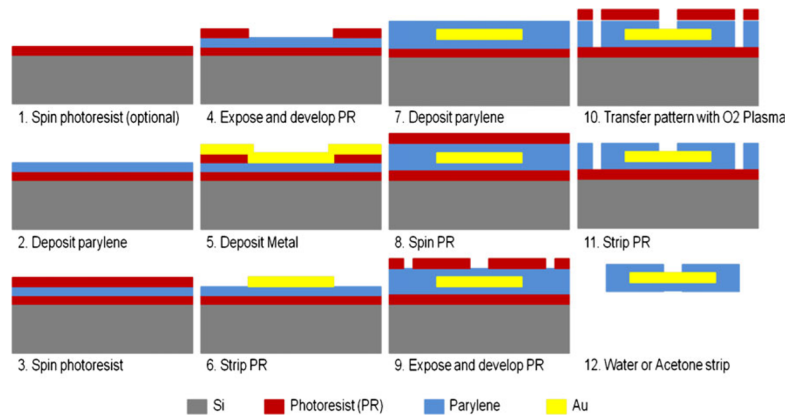 1. Spin photoresist (optional)
4. Expose and develop PR
7. Deposit parylene
10. Transfer pattern with O2 Plasma
2. Deposit parylene
5. Deposit Metal
8. Spin PR
11. Strip PR
3. Spin photoresist
6. Strip PR
9. Expose and develop PR
12. Water or Acetone strip
Si
Photoresist (PR)
Parylene
Au